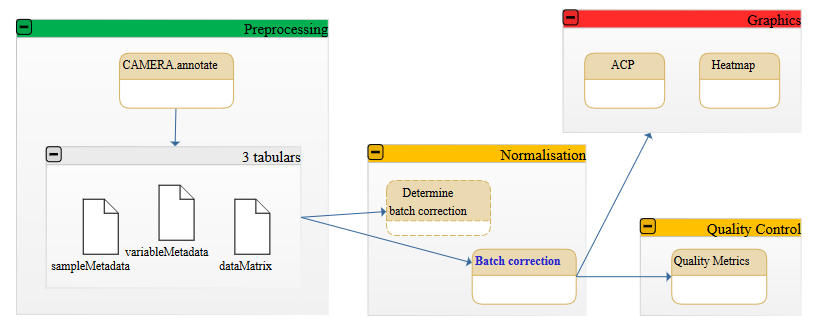 Preprocessing
CAMERA.annotate
3 tabulars
sampleMetadata
variableMetadata
dataMatrix
Normalisation
Determine
batch correction
Batch correction
Graphics
ACP
Heatmap
Quality Control
Quality Metrics